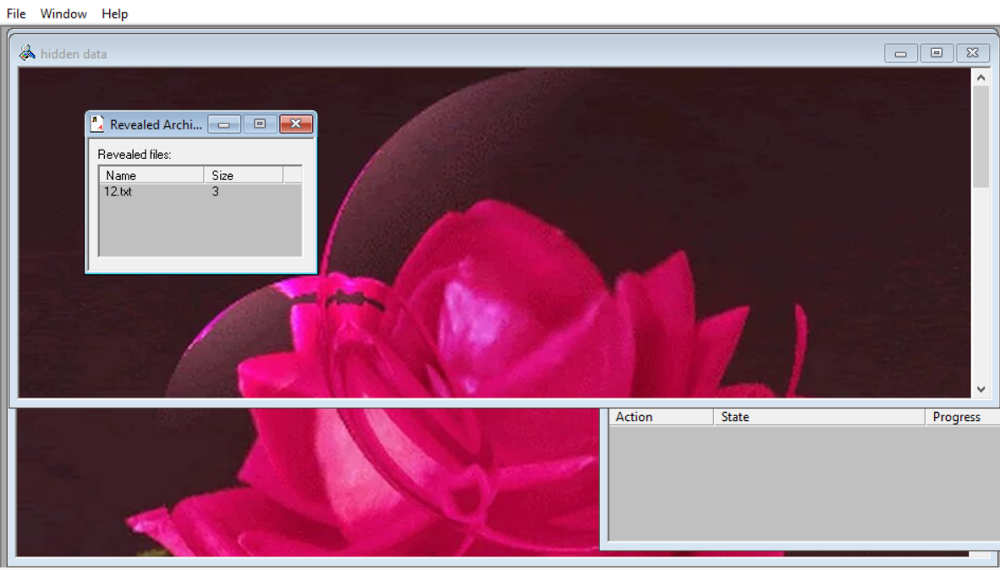 File Window Help
hidden data
Revealed Archi...
Revealed files:
Name Size
12.txt 3
Action State Progress